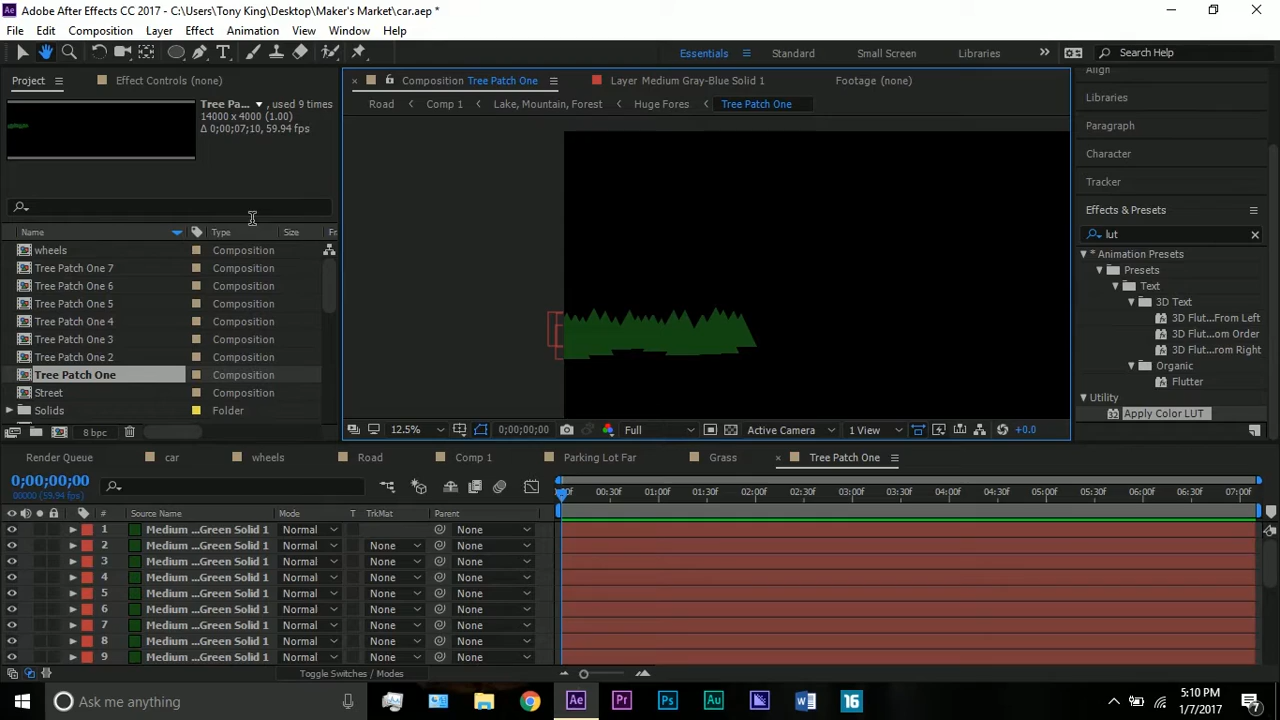 Adobe After Effects CC 2017 - C:\Users\Tony King\Desktop\Maker's Market\car.aep *
File Edit Composition Layer Effect Animation View Window Help
Essentials Standard Small Screen Libraries Search Help
Project Effect Controls (none)
Composition Tree Patch One Layer Medium Gray-Blue Solid 1 Footage (none)
Road Comp 1 Lake, Mountain, Forest Huge Fores Tree Patch One
Tree Pa... , used 9 times
14000 x 4000 (1.00)
Δ 0;00;07;10, 59.94 fps
Name Type Size Fr
wheels Composition
Tree Patch One 7 Composition
Tree Patch One 6 Composition
Tree Patch One 5 Composition
Tree Patch One 4 Composition
Tree Patch One 3 Composition
Tree Patch One 2 Composition
Tree Patch One Composition
Street Composition
Solids Folder
8 bpc
12.5% 0;00;00;00 Full Active Camera 1 View +0.0
Align
Libraries
Paragraph
Character
Tracker
Effects & Presets
lut
* Animation Presets
Presets
Text
3D Text
3D Flut...From Left
3D Flut...om Order
3D Flut...rom Right
Organic
Flutter
Utility
Apply Color LUT
Render Queue car wheels Road Comp 1 Parking Lot Far Grass Tree Patch One
0;00;00;00
00000 (59.94 fps)
00:30f 01:00f 01:30f 02:00f 02:30f 03:00f 03:30f 04:00f 04:30f 05:00f 05:30f 06:00f 06:30f 07:00f
# Source Name Mode T TrkMat Parent
1 Medium ...Green Solid 1 Normal None
2 Medium ...Green Solid 1 Normal None None
3 Medium ...Green Solid 1 Normal None None
4 Medium ...Green Solid 1 Normal None None
5 Medium ...Green Solid 1 Normal None None
6 Medium ...Green Solid 1 Normal None None
7 Medium ...Green Solid 1 Normal None None
8 Medium ...Green Solid 1 Normal None None
9 Medium ...Green Solid 1 Normal None None
Toggle Switches / Modes
Ask me anything
Ae Pr Ps Au W 16
5:10 PM
1/7/2017
7